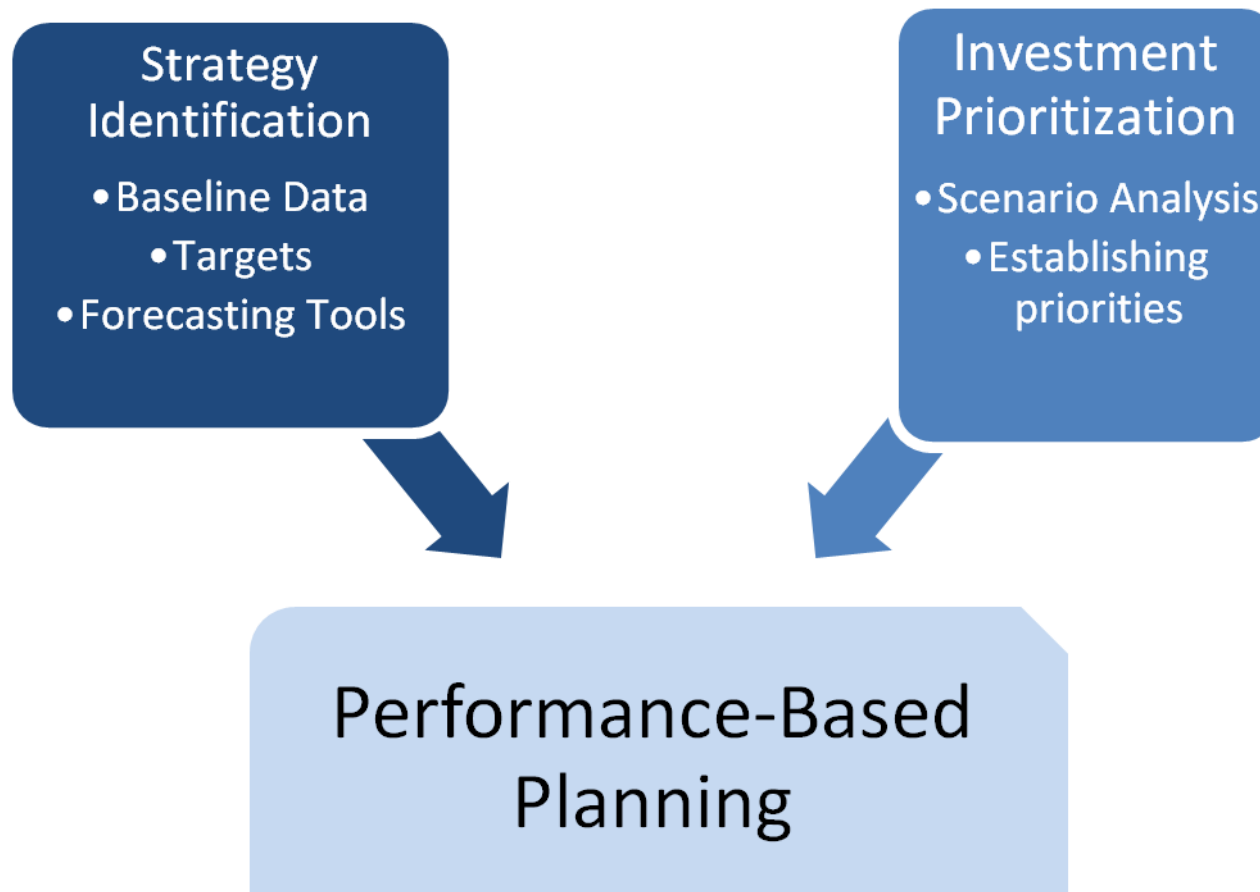 Strategy
Identification
•Baseline Data
•Targets
•Forecasting Tools
Investment
Prioritization
•Scenario Analysis
•Establishing
priorities
Performance-Based
Planning